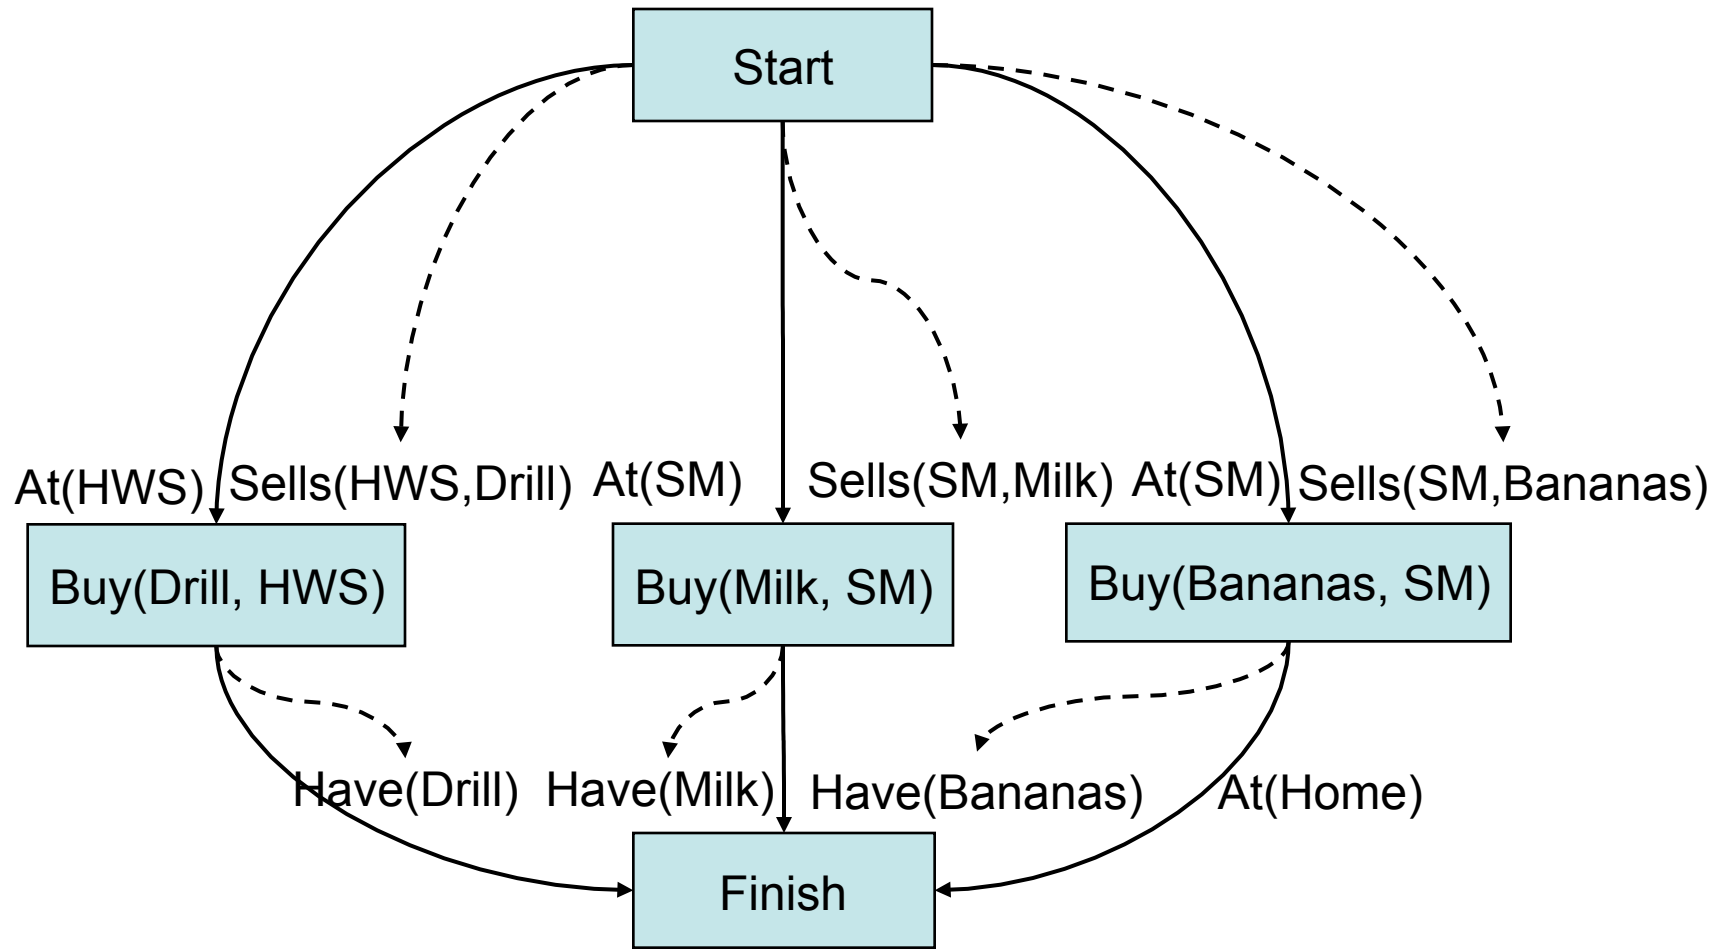 Start
At(HWS)
Sells(HWS,Drill)
At(SM)
Sells(SM,Milk)
At(SM)
Sells(SM,Bananas)
Buy(Drill, HWS)
Buy(Milk, SM)
Buy(Bananas, SM)
Have(Drill)
Have(Milk)
Have(Bananas)
At(Home)
Finish